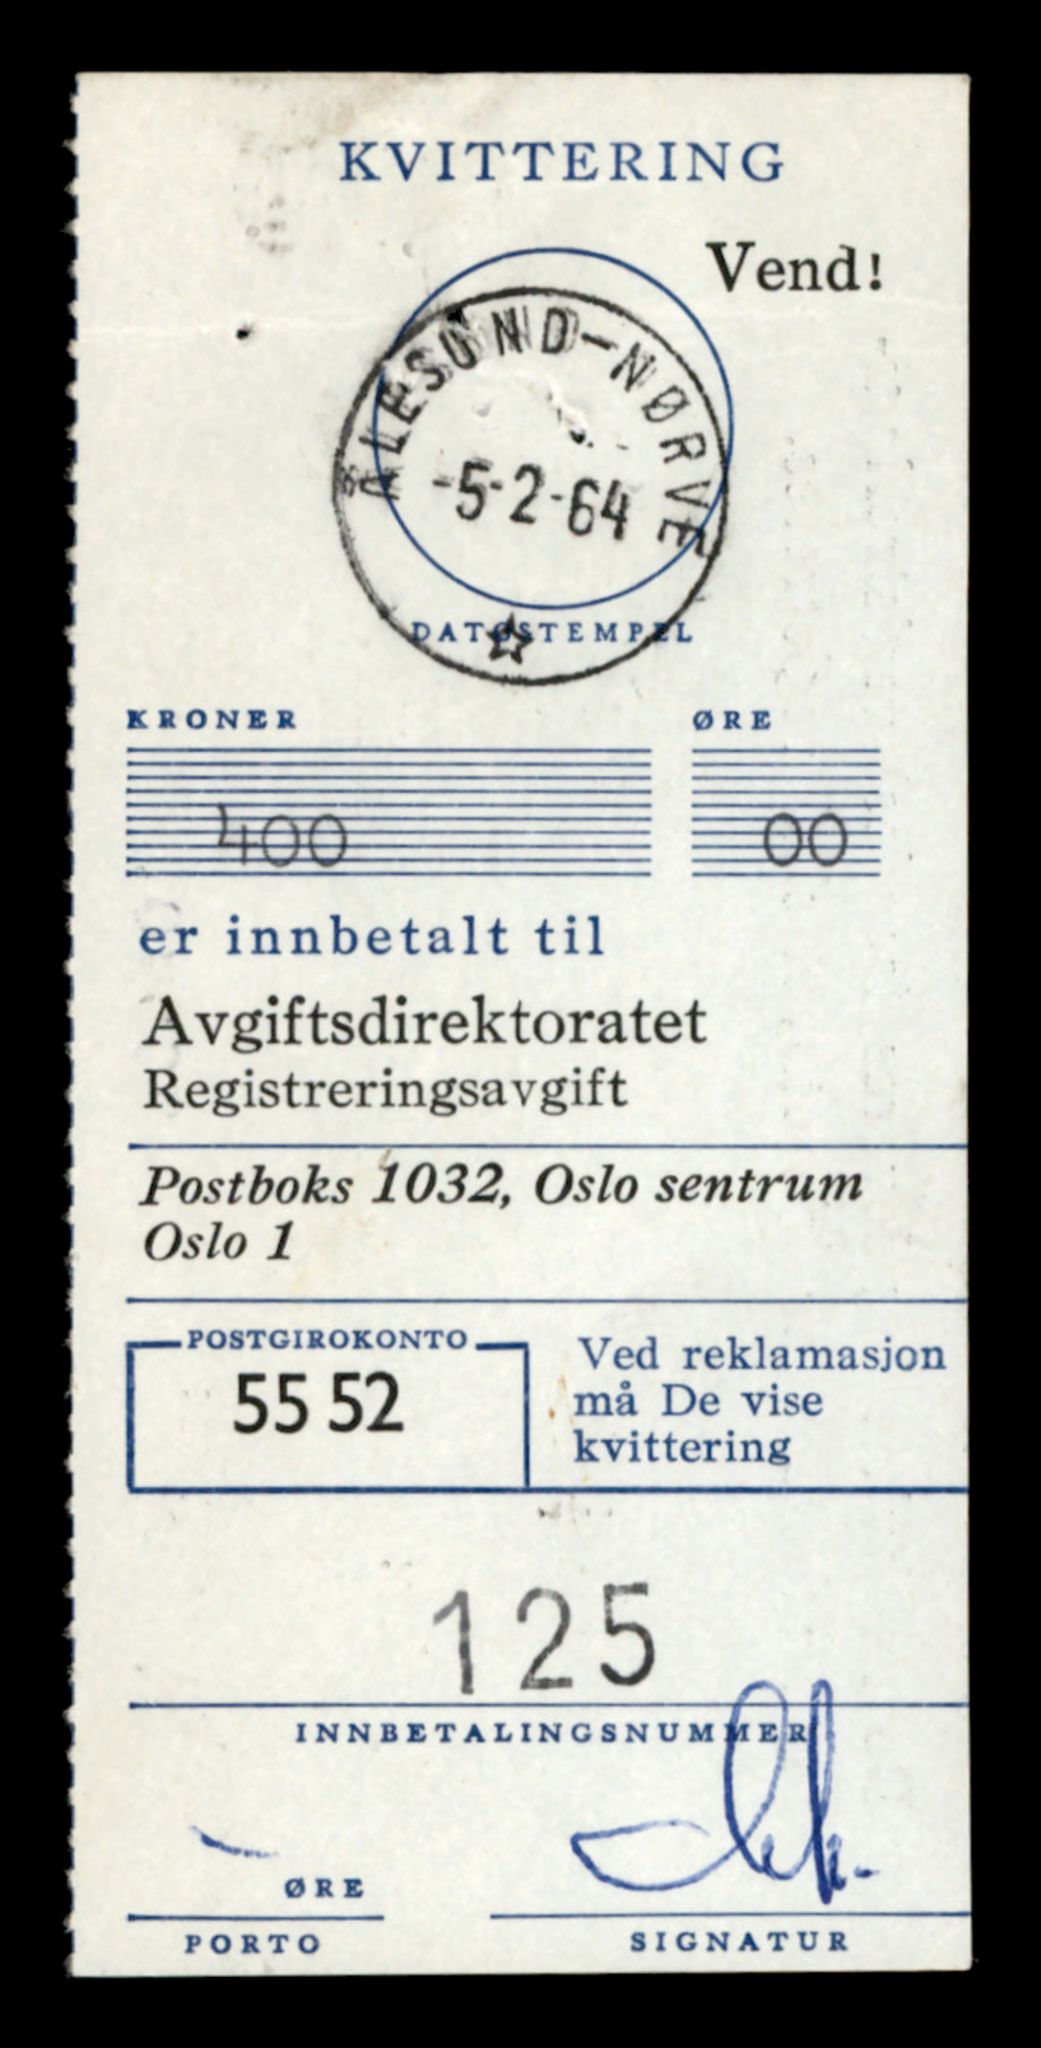 KVITTERING
Vend!
ÅLESUND-NØRVE
-5-2-64
DATOSTEMPEL
KRONER ØRE
400 00
er innbetalt til
Avgiftsdirektoratet
Registreringsavgift
Postboks 1032, Oslo sentrum
Oslo 1
POSTGIROKONTO
55 52
Ved reklamasjon
må De vise
kvittering
125
INNBETALINGSNUMMER
ØRE
PORTO
SIGNATUR